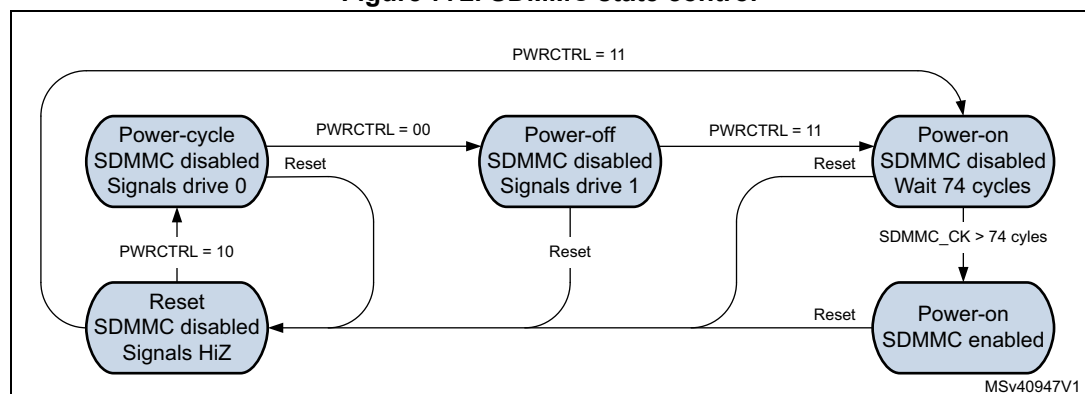 PWRCTRL = 11
Power-cycle
SDMMC disabled
Signals drive 0
PWRCTRL = 00
Reset
Power-off
SDMMC disabled
Signals drive 1
PWRCTRL = 11
Reset
Power-on
SDMMC disabled
Wait 74 cycles
PWRCTRL = 10
Reset
SDMMC_CK > 74 cyles
Reset
SDMMC disabled
Signals HiZ
Reset
Power-on
SDMMC enabled
MSv40947V1